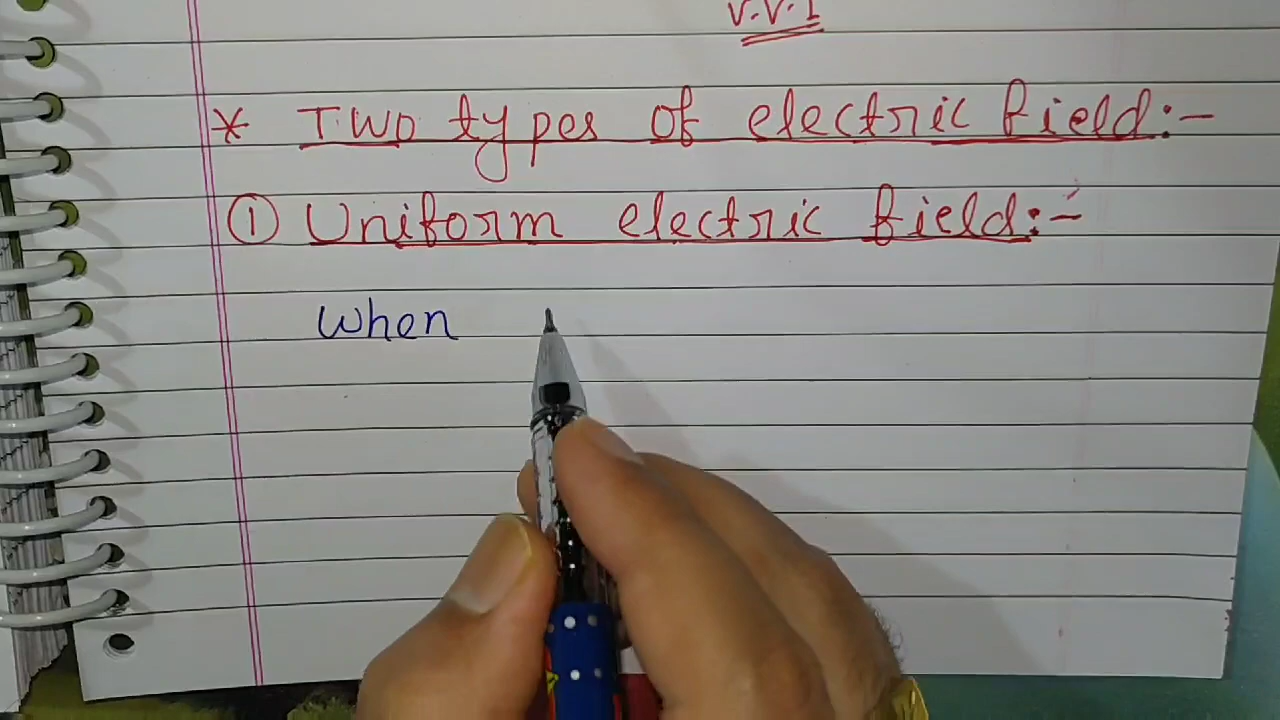 V.V.I
* Two types of electric field:-
① Uniform electric field:-
when